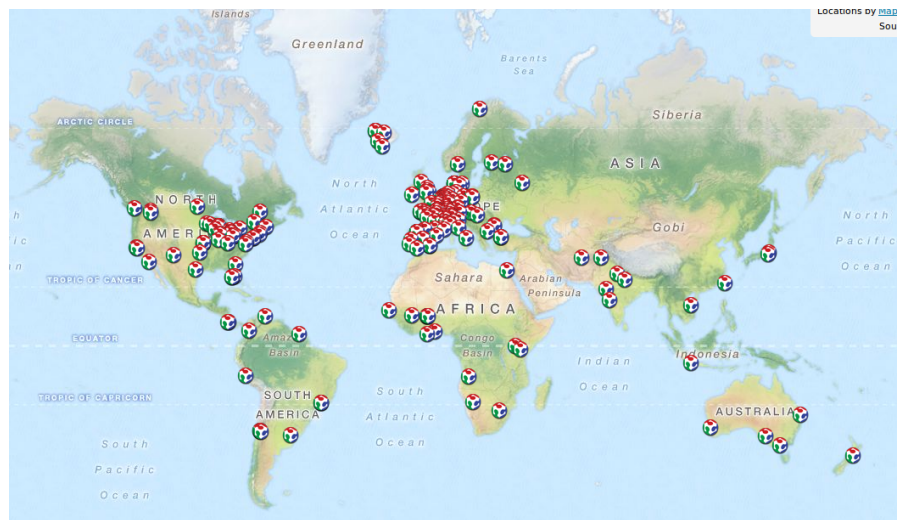 Islands
Locations by Map
Sou
Greenland
Barents
Sea
ARCTIC CIRCLE
Siberia
ASIA
North
Atlantic
Ocean
NORTH
AMER
OPE
Gobi
h
ic
n
North
Pacific
Ocean
TROPIC OF CANCER
Sahara
Arabian
Peninsula
AFRICA
EQUATOR
Amaz
Basin
Congo
Basin
Indian
Ocean
Indonesia
TROPIC OF CAPRICORN
SOUTH
AMERICA
South
Atlantic
Ocean
AUSTRALIA
South
Pacific
Ocean